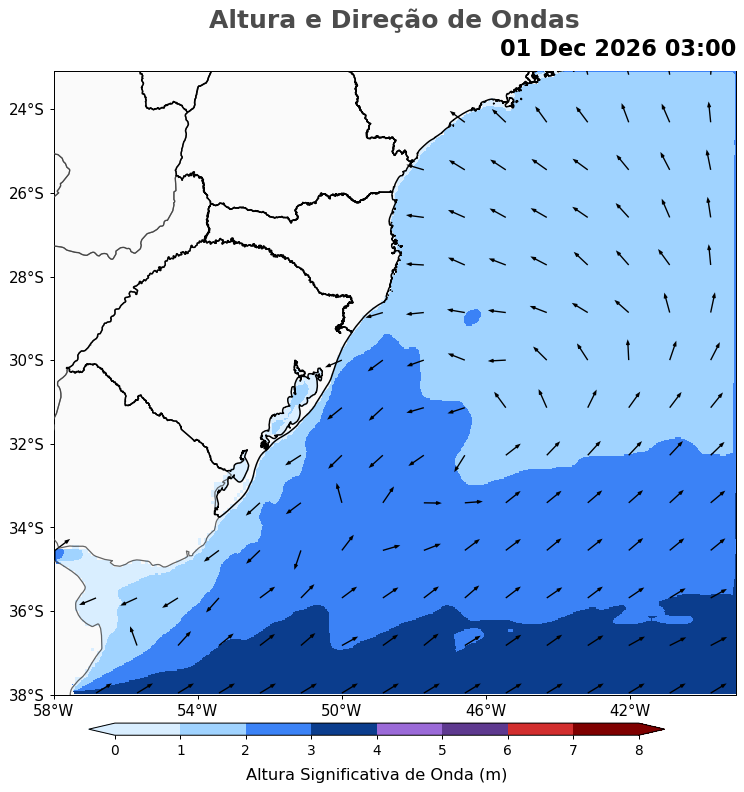 Altura e Direção de Ondas
01 Dec 2026 03:00
24°S
26°S
28°S
30°S
32°S
34°S
36°S
38°S
58°W 54°W 50°W 46°W 42°W
0 1 2 3 4 5 6 7 8
Altura Significativa de Onda (m)